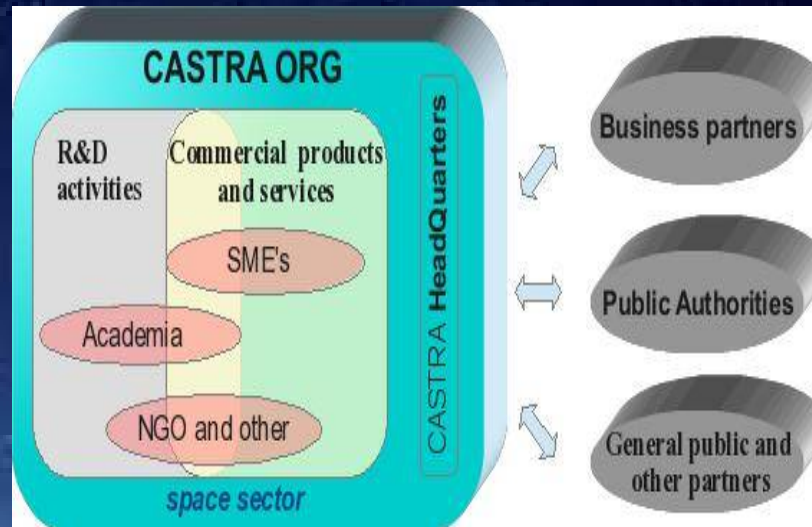 CASTRA ORG
R&D
activities
Commercial products
and services
SME's
Academia
NGO and other
space sector
CASTRA HeadQuarters
Business partners
Public Authorities
General public and
other partners